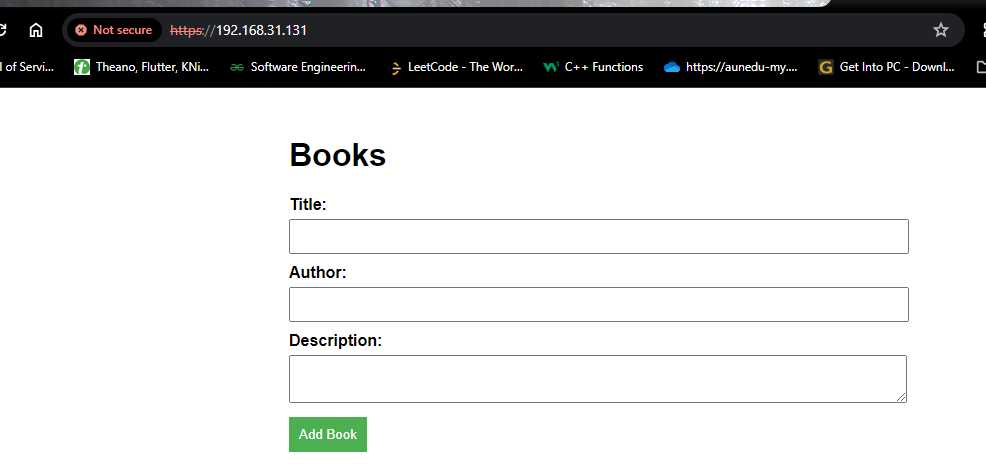 Not secure https://192.168.31.131
l of Servi... Theano, Flutter, KNi... Software Engineerin... LeetCode - The Wor... C++ Functions https://aunedu-my.... Get Into PC - Downl...
Books
Title:
Author:
Description:
Add Book